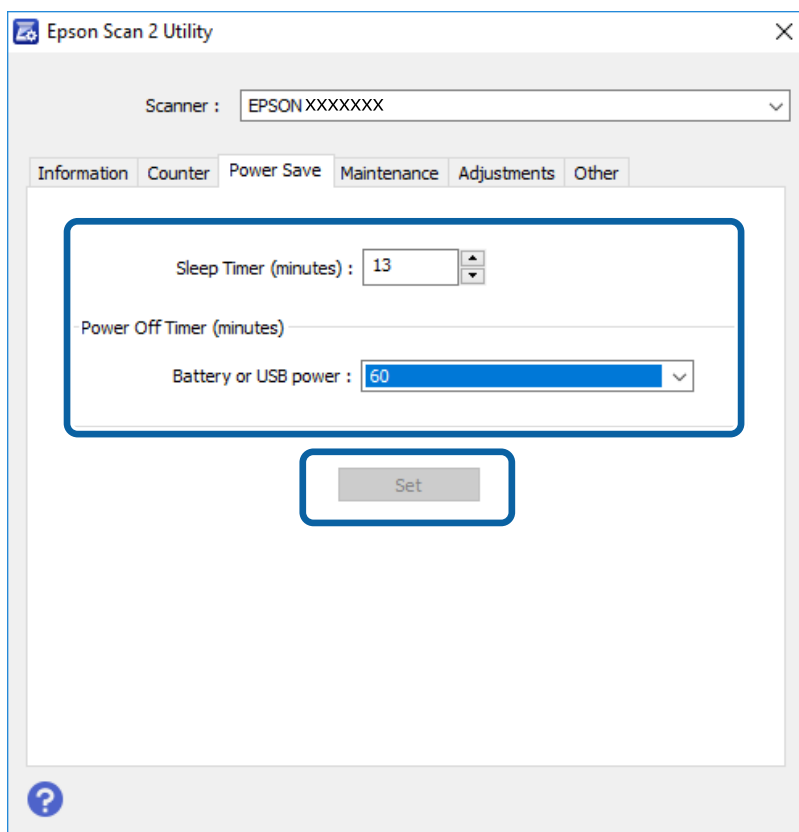 Epson Scan 2 Utility
Scanner : EPSON XXXXXXX
Information Counter Power Save Maintenance Adjustments Other
Sleep Timer (minutes) : 13
Power Off Timer (minutes)
Battery or USB power : 60
Set
?